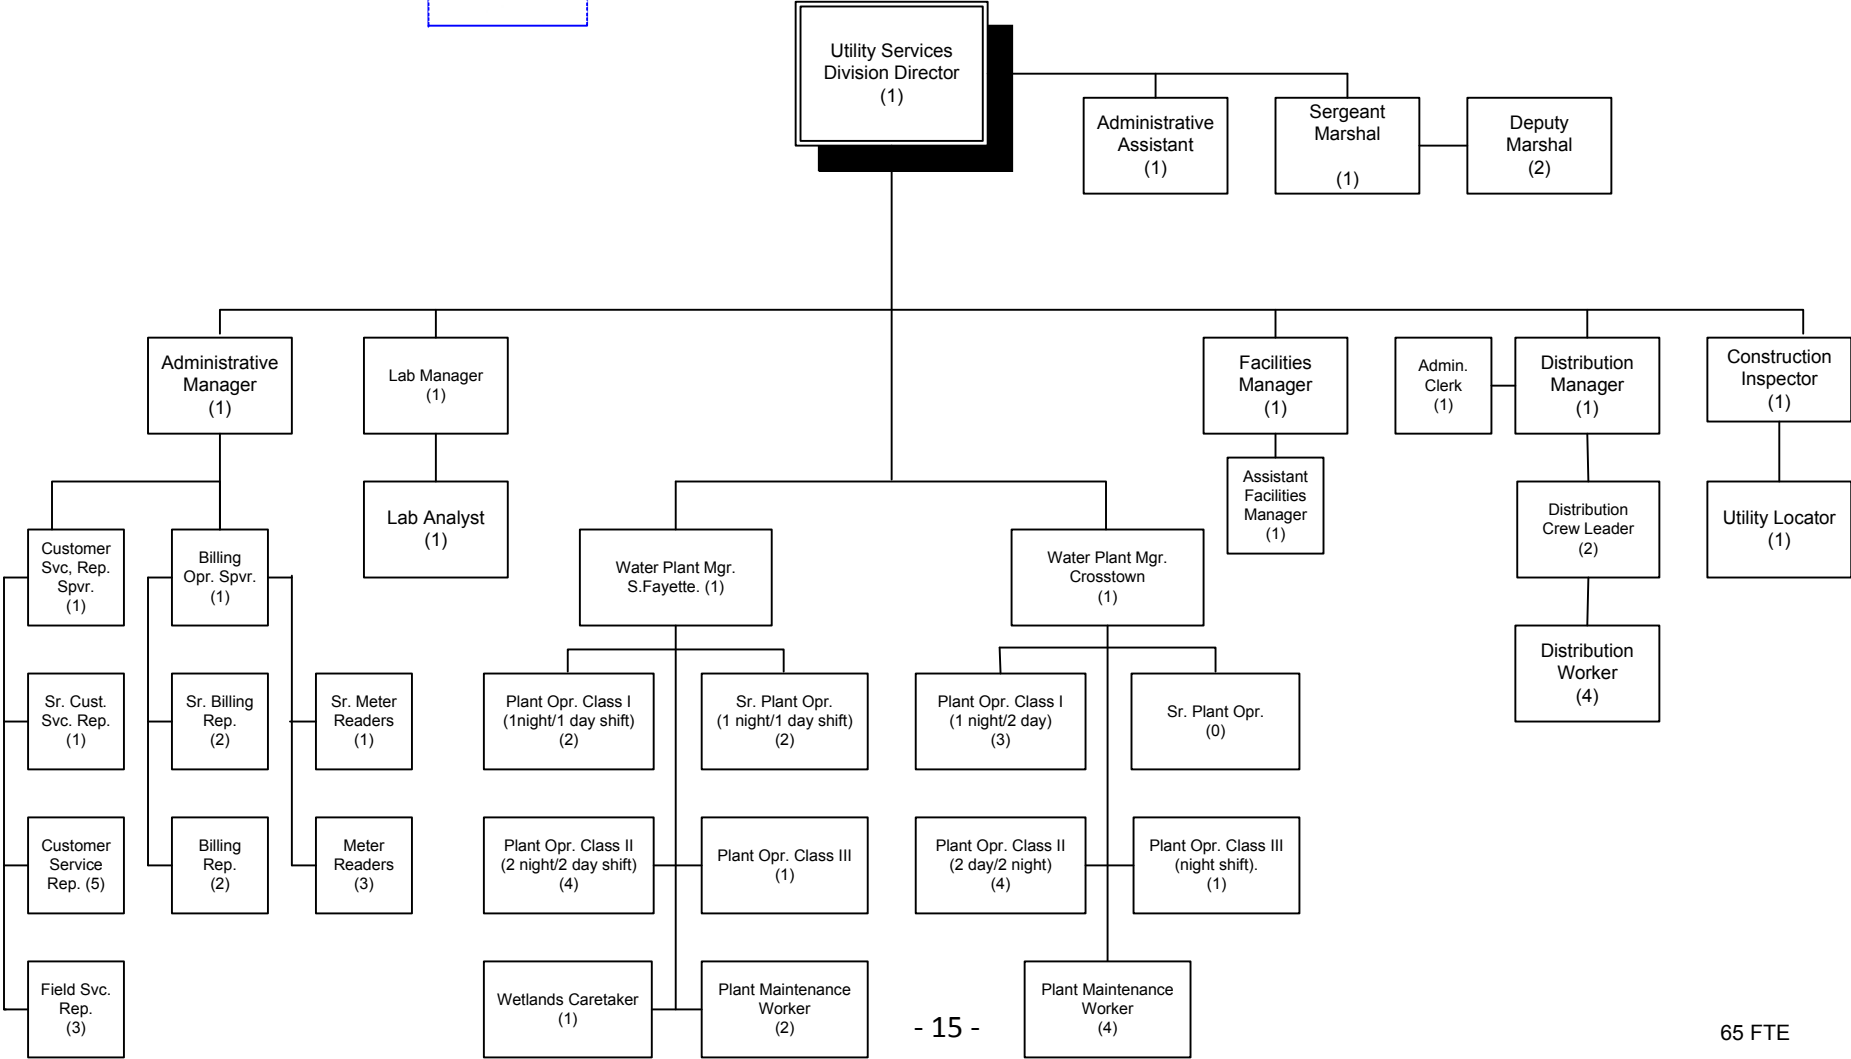 Utility Services
Division Director
(1)
Administrative
Assistant
(1)
Sergeant
Marshal
(1)
Deputy
Marshal
(2)
Administrative
Manager
(1)
Lab Manager
(1)
Facilities
Manager
(1)
Admin.
Clerk
(1)
Distribution
Manager
(1)
Construction
Inspector
(1)
Lab Analyst
(1)
Assistant
Facilities
Manager
(1)
Distribution
Crew Leader
(2)
Utility Locator
(1)
Customer
Svc, Rep.
Spvr.
(1)
Billing
Opr. Spvr.
(1)
Water Plant Mgr.
S.Fayette. (1)
Water Plant Mgr.
Crosstown
(1)
Distribution
Worker
(4)
Sr. Cust.
Svc. Rep.
(1)
Sr. Billing
Rep.
(2)
Sr. Meter
Readers
(1)
Plant Opr. Class I
(1night/1 day shift)
(2)
Sr. Plant Opr.
(1 night/1 day shift)
(2)
Plant Opr. Class I
(1 night/2 day)
(3)
Sr. Plant Opr.
(0)
Customer
Service
Rep. (5)
Billing
Rep.
(2)
Meter
Readers
(3)
Plant Opr. Class II
(2 night/2 day shift)
(4)
Plant Opr. Class III
(1)
Plant Opr. Class II
(2 day/2 night)
(4)
Plant Opr. Class III
(night shift).
(1)
Field Svc.
Rep.
(3)
Wetlands Caretaker
(1)
Plant Maintenance
Worker
(2)
Plant Maintenance
Worker
(4)
- 15 -
65 FTE